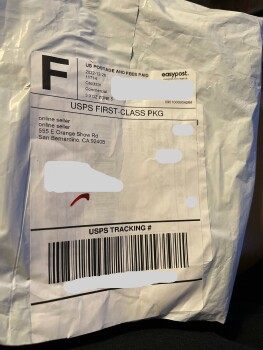 F
US POSTAGE AND FEES PAID
easypost
USPS FIRST-CLASS PKG
online seller
online seller
555 E Orange Show Rd
San Bernardino, CA 92408
USPS TRACKING #